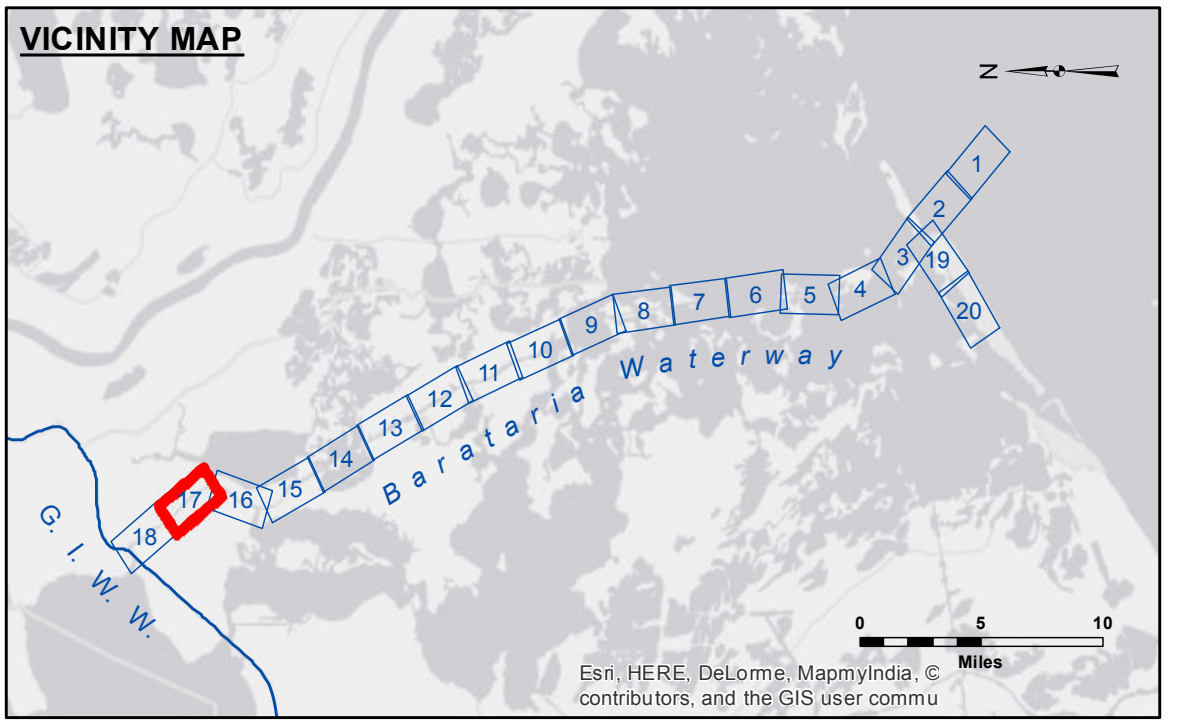 VICINITY MAP
N
1
2
3
19
4
5
6
7
8
20
9
10
11
12
13
14
15
16
17
18
Barataria Waterway
G. I. W. W.
0 5 10
Miles
Esri, HERE, DeLorme, MapmyIndia, ©
contributors, and the GIS user commu